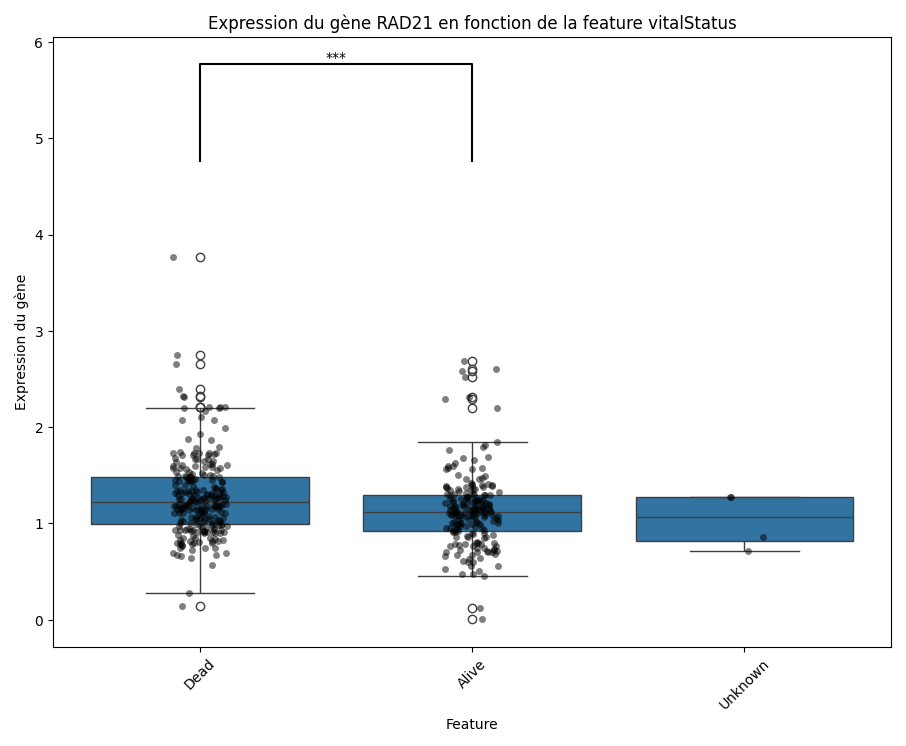 Expression du gène RAD21 en fonction de la feature vitalStatus
***
6
5
4
3
2
1
0
Expression du gène
Dead
Alive
Unknown
Feature